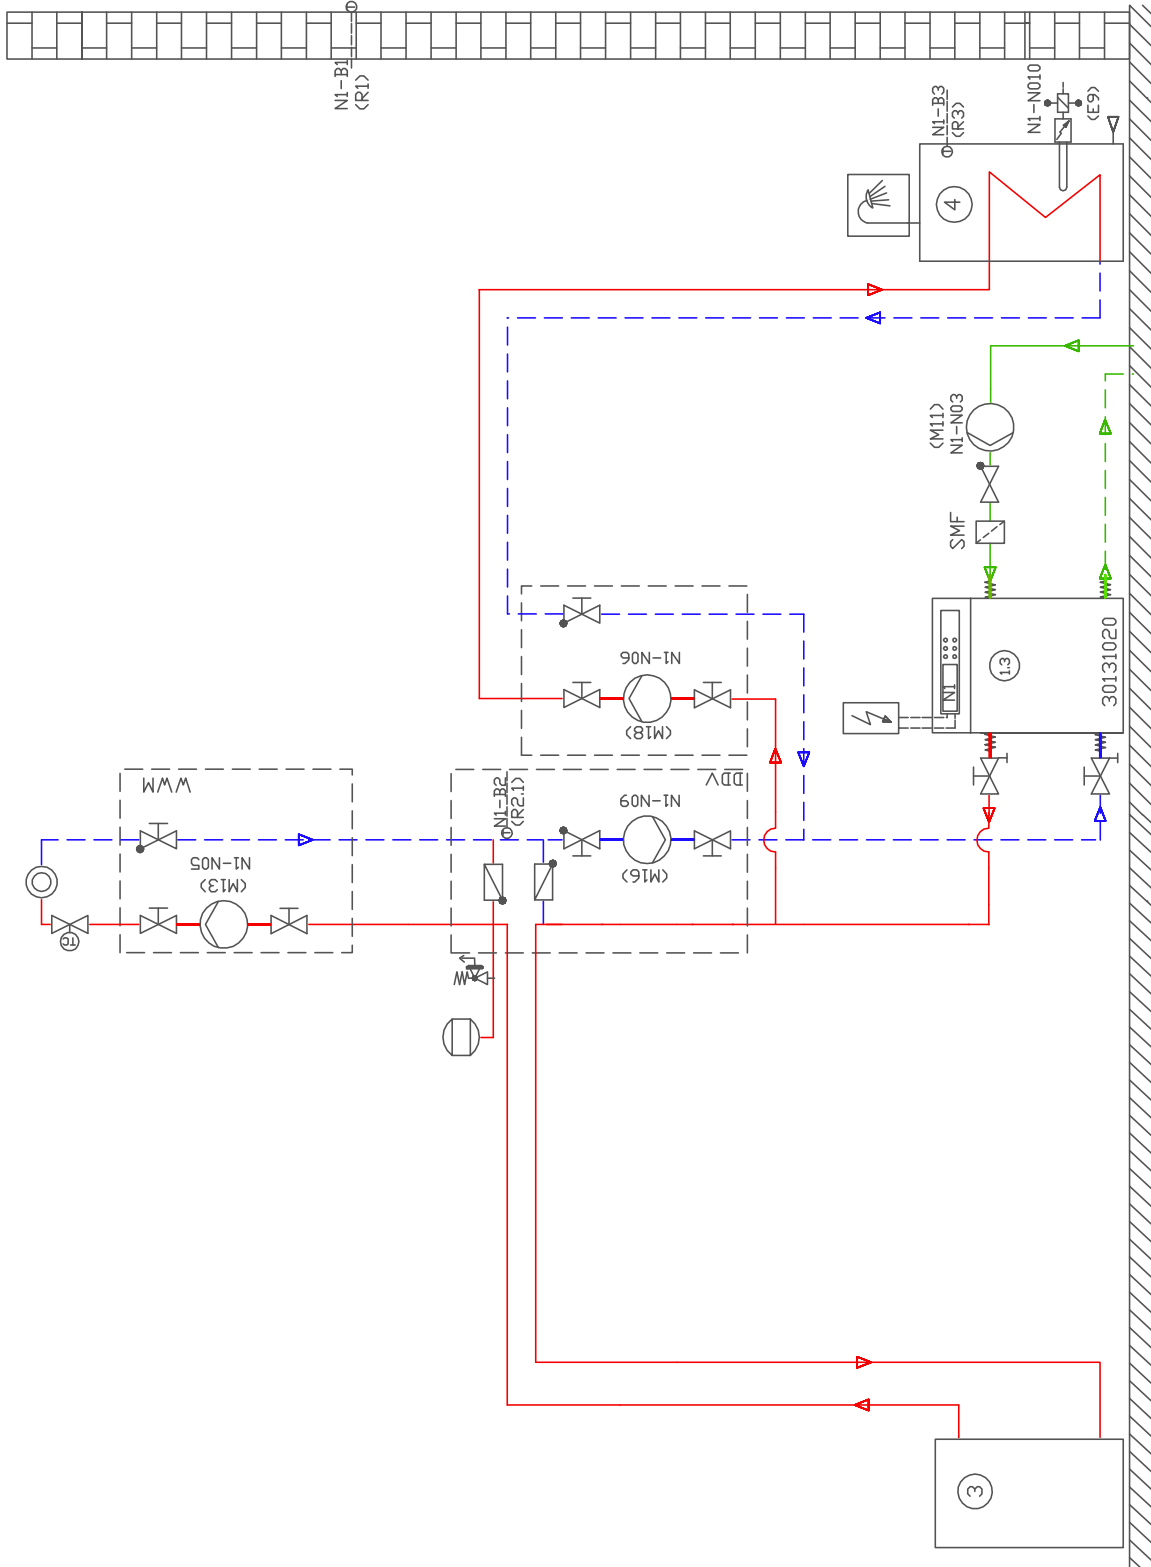 N1-B1
(R1)
N1-B3
(R3)
N1-N010
(E9)
4
(M11)
N1-N03
SMF
N1
1.3
30131020
N1-N06
(M18)
WWM
N1-N05
(M13)
N1-B2
(R2.1)
DDV
N1-N09
(M16)
3